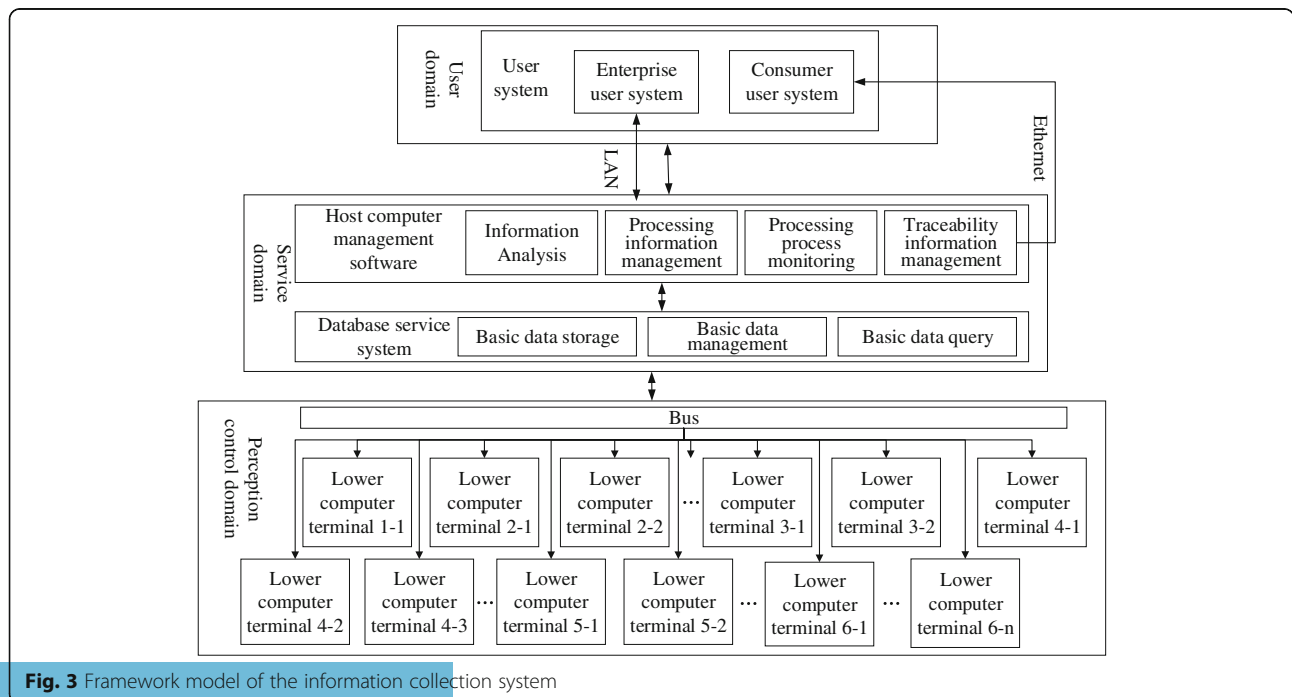 User domain
User system
Enterprise user system
Consumer user system
LAN
Ethernet
Service domain
Host computer management software
Information Analysis
Processing information management
Processing process monitoring
Traceability information management
Database service system
Basic data storage
Basic data management
Basic data query
Perception control domain
Bus
Lower computer terminal 1-1
Lower computer terminal 2-1
Lower computer terminal 2-2
...
Lower computer terminal 3-1
Lower computer terminal 3-2
Lower computer terminal 4-1
Lower computer terminal 4-2
Lower computer terminal 4-3
...
Lower computer terminal 5-1
Lower computer terminal 5-2
...
Lower computer terminal 6-1
...
Lower computer terminal 6-n
Fig. 3 Framework model of the information collection system